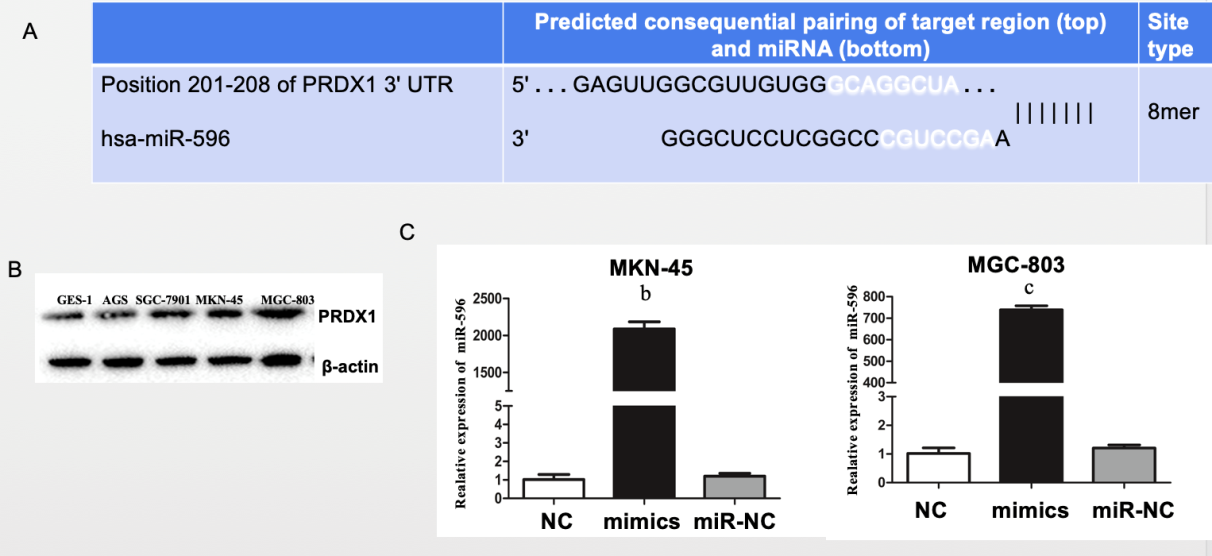 A
Predicted consequential pairing of target region (top)
and miRNA (bottom)
Site
type
Position 201-208 of PRDX1 3' UTR
5' . . . GAGUUGGCGUUGUGGGCAGGCUA . . .
| | | | | | |
8mer
hsa-miR-596
3' GGGCUCCUCGGCCCGUCCGAA
B
GES-1 AGS SGC-7901 MKN-45 MGC-803
PRDX1
β-actin
C
MKN-45
b
Realative expression of miR-596
2500
2000
1500
5
4
3
2
1
0
NC mimics miR-NC
MGC-803
c
Realative expression of miR-596
800
700
600
500
400
3
2
1
0
NC mimics miR-NC